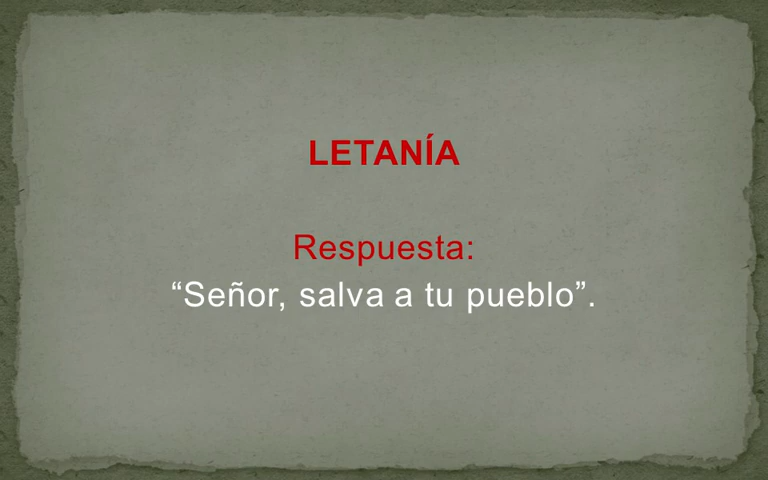 LETANÍA
Respuesta:
“Señor, salva a tu pueblo”.